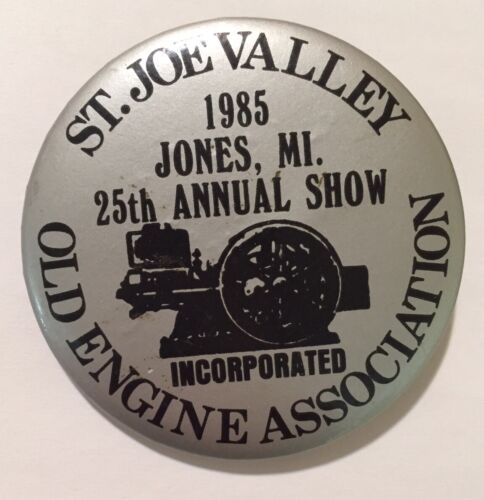 ST. JOE VALLEY
1985
JONES, MI.
25th ANNUAL SHOW
INCORPORATED
OLD ENGINE ASSOCIATION